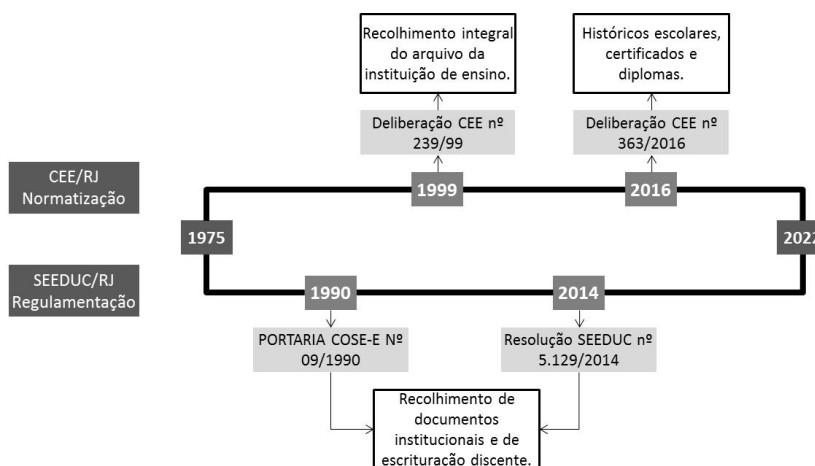 Recolhimento integral
do arquivo da
instituição de ensino.
Históricos escolares,
certificados e
diplomas.
Deliberação CEE nº
239/99
Deliberação CEE nº
363/2016
CEE/RJ
Normatização
1999
2016
1975
2022
SEEDUC/RJ
Regulamentação
1990
2014
PORTARIA COSE-E Nº
09/1990
Resolução SEEDUC nº
5.129/2014
Recolhimento de
documentos
institucionais e de
escrituração discente.